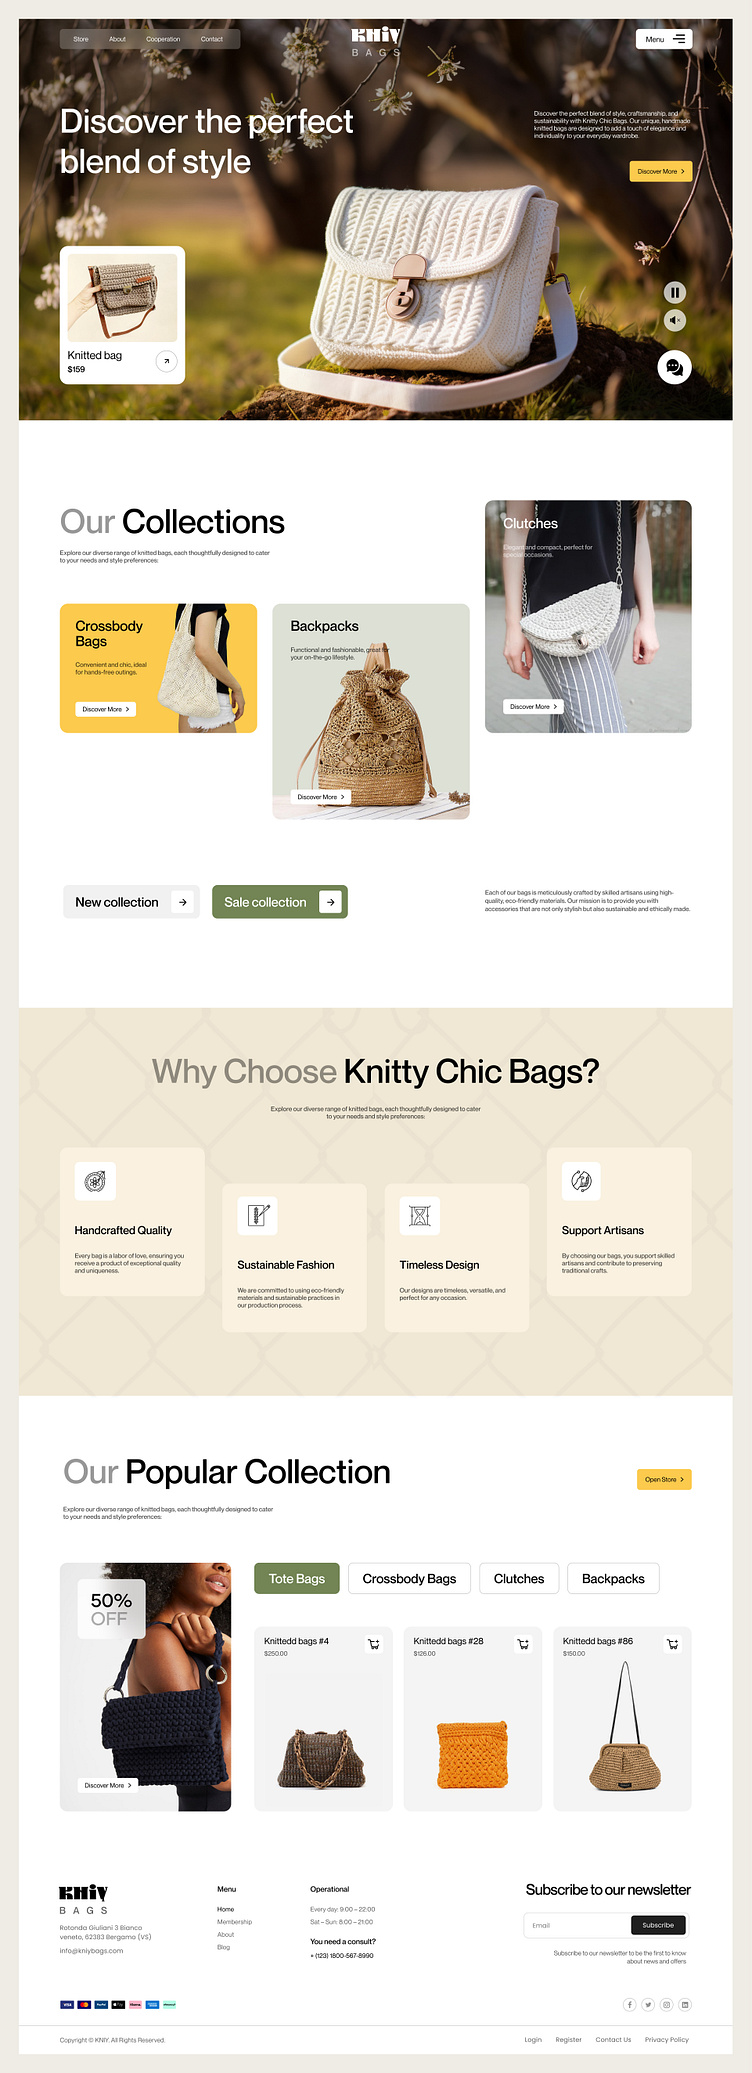 Store About Cooperation Contact
KHiy
BAGS
Menu
Discover the perfect
blend of style
Discover the perfect blend of style, craftsmanship, and
sustainability with Knitty Chic Bags. Our unique, handmade
knitted bags are designed to add a touch of elegance and
individuality to your everyday wardrobe.
Discover More
Knitted bag
$159
Our Collections
Explore our diverse range of knitted bags, each thoughtfully designed to cater
to your needs and style preferences:
Clutches
Elegant and compact, perfect for
special occasions.
Discover More
Crossbody
Bags
Convenient and chic, ideal
for hands-free outings.
Discover More
Backpacks
Functional and fashionable, great for
your on-the-go lifestyle.
Discover More
New collection
Sale collection
Each of our bags is meticulously crafted by skilled artisans using high-
quality, eco-friendly materials. Our mission is to provide you with
accessories that are not only stylish but also sustainable and ethically made.
Why Choose Knitty Chic Bags?
Explore our diverse range of knitted bags, each thoughtfully designed to cater
to your needs and style preferences:
Handcrafted Quality
Every bag is a labor of love, ensuring you
receive a product of exceptional quality
and uniqueness.
Sustainable Fashion
We are committed to using eco-friendly
materials and sustainable practices in
our production process.
Timeless Design
Our designs are timeless, versatile, and
perfect for any occasion.
Support Artisans
By choosing our bags, you support skilled
artisans and contribute to preserving
traditional crafts.
Our Popular Collection
Open Store
Explore our diverse range of knitted bags, each thoughtfully designed to cater
to your needs and style preferences:
50%
OFF
Discover More
Tote Bags
Crossbody Bags
Clutches
Backpacks
Knittedd bags #4
$250.00
Knittedd bags #28
$126.00
Knittedd bags #86
$150.00
KHiy
BAGS
Rotonda Giuliani 3 Bianco
veneto, 62383 Bergamo (VS)
info@kniybags.com
Menu
Home
Membership
About
Blog
Operational
Every day: 9:00 – 22:00
Sat – Sun: 8:00 – 21:00
You need a consult?
+ (123) 1800-567-8990
Subscribe to our newsletter
Email
Subscribe
Subscribe to our newsletter to be the first to know
about news and offers
VISA
PayPal
Pay
Klarna
Copyright © KNIY. All Rights Reserved.
Login Register Contact Us Privacy Policy